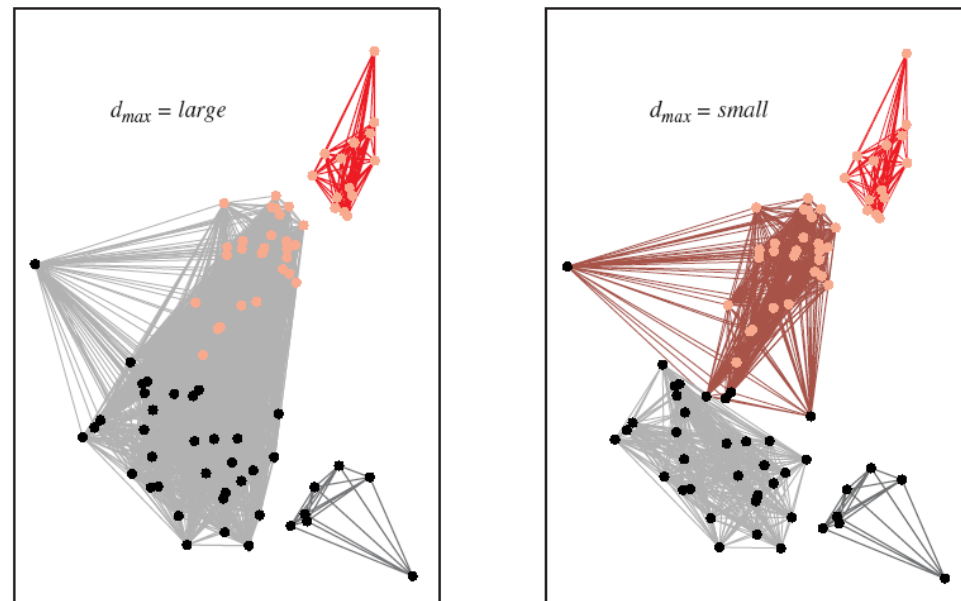 d_max = large
d_max = small